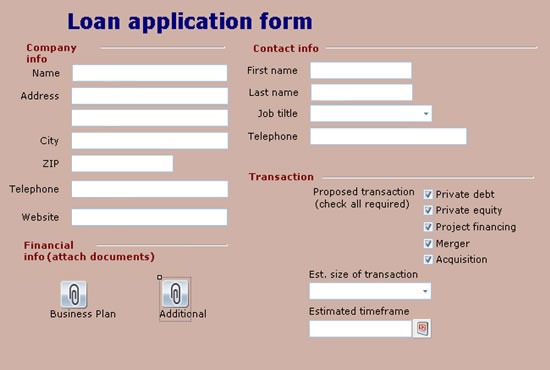 Loan application form
Company
info
Name
Address
City
ZIP
Telephone
Website
Financial
info(attach documents)
Business Plan
Additional
Contact info
First name
Last name
Job tiltle
Telephone
Transaction
Proposed transaction
(check all required)
Private debt
Private equity
Project financing
Merger
Acquisition
Est. size of transaction
Estimated timeframe